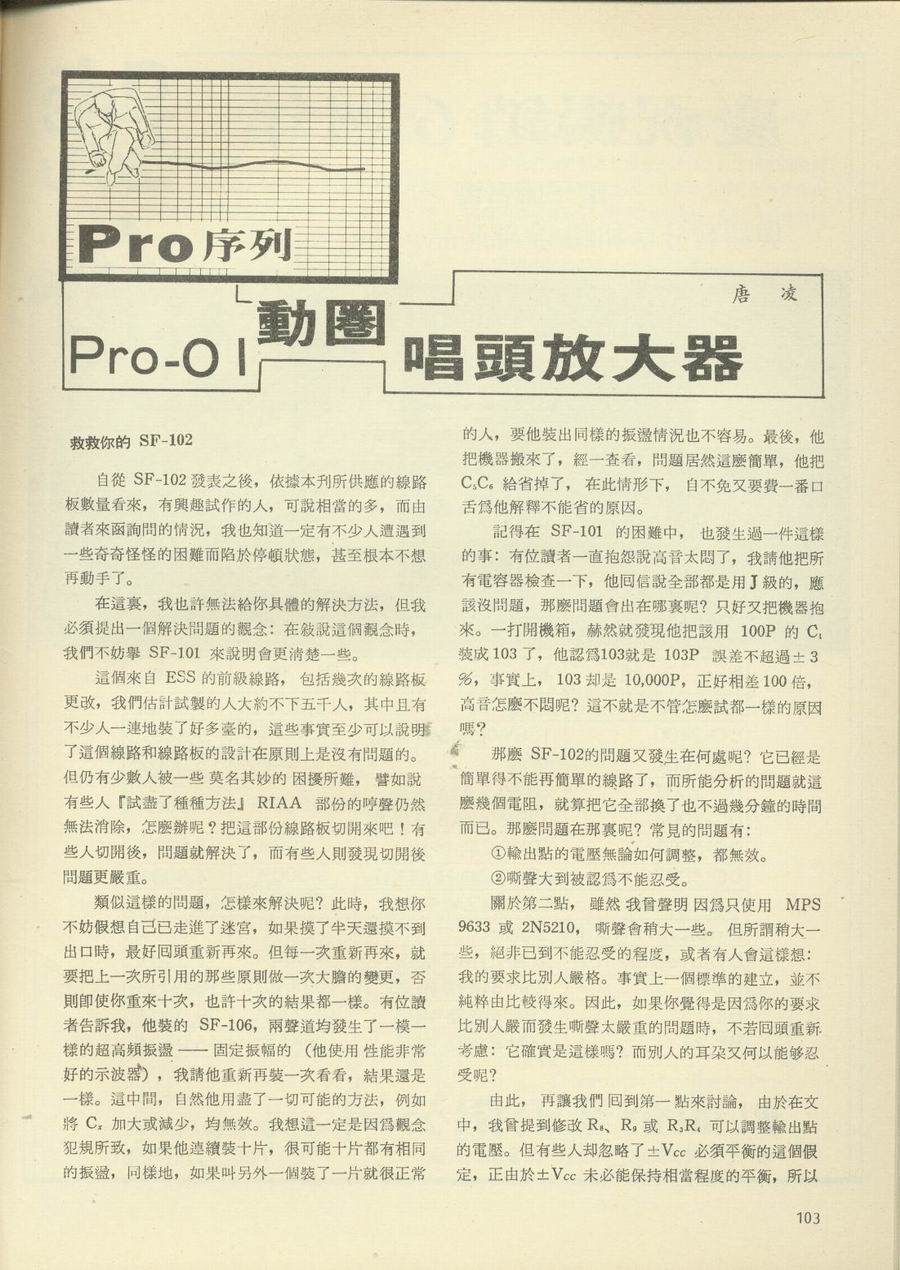 Pro序列
唐 凌
Pro-01 動圈 唱頭放大器
救救你的 SF-102
自從 SF-102 發表之後，依據本刋所供應的線路
板數量看來，有興趣試作的人，可說相當的多，而由
讀者來函詢問的情況，我也知道一定有不少人遭遇到
一些奇奇怪怪的困難而陷於停頓狀態，甚至根本不想
再動手了。
在這裏，我也許無法給你具體的解決方法，但我
必須提出一個解決問題的觀念：在敍說這個觀念時，
我們不妨舉 SF-101 來說明會更清楚一些。
這個來自 ESS 的前級線路，包括幾次的線路板
更改，我們估計試製的人大約不下五千人，其中且有
不少人一連地裝了好多臺的，這些事實至少可以說明
了這個線路和線路板的設計在原則上是沒有問題的。
但仍有少數人被一些莫名其妙的困擾所難，譬如說
有些人『試盡了種種方法』RIAA 部份的哼聲仍然
無法消除，怎麽辦呢？把這部份線路板切開來吧！有
些人切開後，問題就解決了，而有些人則發現切開後
問題更嚴重。
類似這樣的問題，怎樣來解決呢？此時，我想你
不妨假想自己已走進了迷宮，如果摸了半天還摸不到
出口時，最好囘頭重新再來。但每一次重新再來，就
要把上一次所引用的那些原則做一次大膽的變更，否
則卽使你重來十次，也許十次的結果都一樣。有位讀
者告訴我，他裝的 SF-106，兩聲道均發生了一模一
樣的超高頻振盪——固定振幅的（他使用性能非常
好的示波器），我請他重新再裝一次看看，結果還是
一樣。這中間，自然他用盡了一切可能的方法，例如
將 C 加大或減少，均無效。我想這一定是因爲觀念
犯規所致，如果他連續裝十片，很可能十片都有相同
的振盪，同樣地，如果叫另外一個裝了一片就很正常
的人，要他裝出同樣的振盪情況也不容易。最後，他
把機器搬來了，經一查看，問題居然這麽簡單，他把
C₅C₆ 給省掉了，在此情形下，自不免又要費一番口
舌爲他解釋不能省的原因。
記得在 SF-101 的困難中，也發生過一件這樣
的事：有位讀者一直抱怨說高音太悶了，我請他把所
有電容器檢查一下，他囘信說全部都是用J級的，應
該沒問題，那麽問題會出在哪裏呢？只好又把機器抱
來。一打開機箱，赫然就發現他把該用 100P 的 C₁
裝成103了，他認爲103就是 103P 誤差不超過±3
%，事實上，103却是 10,000P，正好相差100倍，
高音怎麽不悶呢？這不就是不管怎麽試都一樣的原因
嗎？
那麽 SF-102的問題又發生在何處呢？它已經是
簡單得不能再簡單的線路了，而所能分析的問題就這
麽幾個電阻，就算把它全部換了也不過幾分鐘的時間
而已。那麽問題在那裏呢？常見的問題有：
①輸出點的電壓無論如何調整，都無效。
②嘶聲大到被認爲不能忍受。
關於第二點，雖然我曾聲明因爲只使用 MPS
9633 或 2N5210，嘶聲會稍大一些。但所謂稍大一
些，絕非已到不能忍受的程度，或者有人會這樣想：
我的要求比別人嚴格。事實上一個標準的建立，並不
純粹由比較得來。因此，如果你覺得是因爲你的要求
比別人嚴而發生嘶聲太嚴重的問題時，不若囘頭重新
考慮：它確實是這樣嗎？而別人的耳朶又何以能够忍
受呢？
由此，再讓我們囘到第一點來討論，由於在文
中，我曾提到修改 R₈、R₉ 或 R₃R₄ 可以調整輸出點
的電壓。但有些人却忽略了±Vcc 必須平衡的這個假
定，正由於±Vcc 未必能保持相當程度的平衡，所以
103